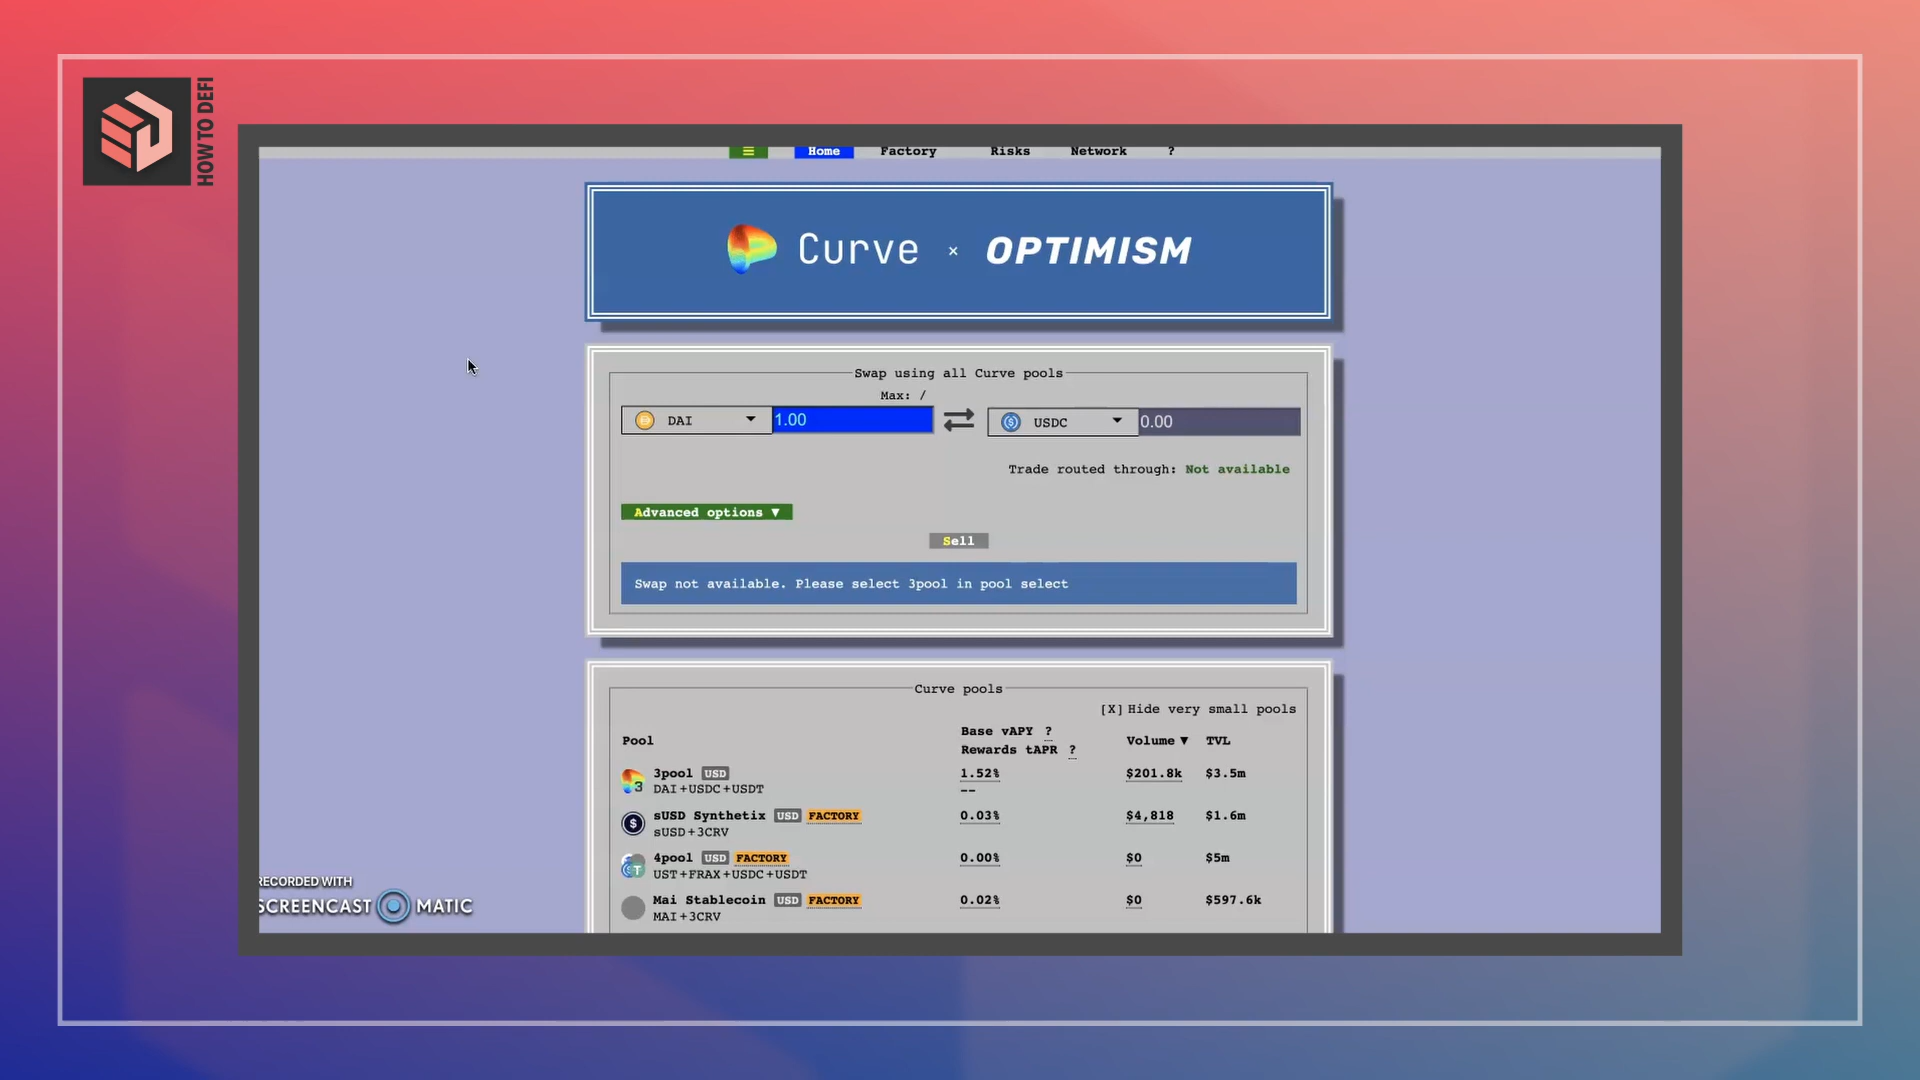 HOW TO DEFI
Home Factory Risks Network ?
Curve × OPTIMISM
Swap using all Curve pools
Max: /
DAI 1.00 USDC 0.00
Trade routed through: Not available
Advanced options ▼
Sell
Swap not available. Please select 3pool in pool select
Curve pools
[X] Hide very small pools
Pool Base vAPY ? Volume ▼ TVL
Rewards tAPR ?
3 3pool USD 1.52% $201.8k $3.5m
DAI+USDC+USDT --
$ sUSD Synthetix USD FACTORY 0.03% $4,818 $1.6m
sUSD+3CRV
4pool USD FACTORY 0.00% $0 $5m
UST+FRAX+USDC+USDT
Mai Stablecoin USD FACTORY 0.02% $0 $597.6k
MAI+3CRV
RECORDED WITH
SCREENCAST MATIC